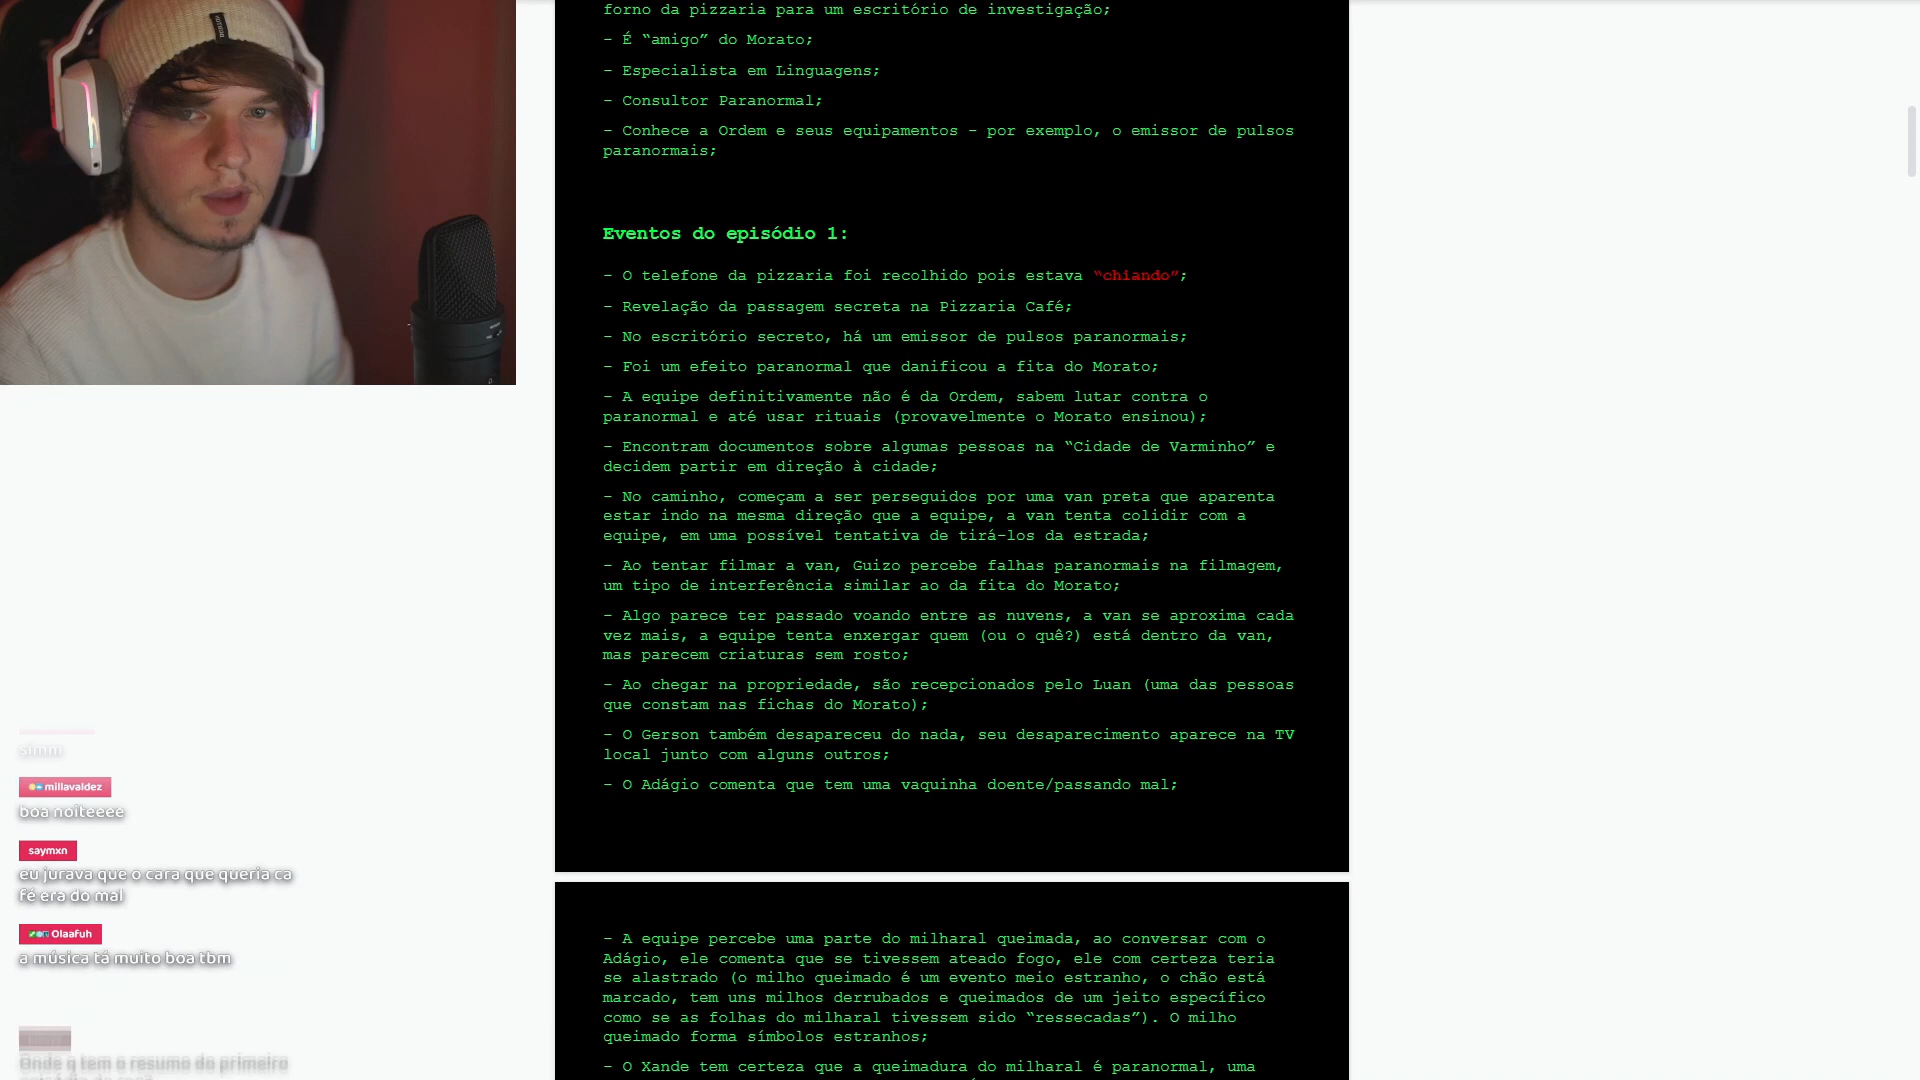 forno da pizzaria para um escritório de investigação;
- É “amigo” do Morato;
- Especialista em Linguagens;
- Consultor Paranormal;
- Conhece a Ordem e seus equipamentos - por exemplo, o emissor de pulsos
paranormais;
Eventos do episódio 1:
- O telefone da pizzaria foi recolhido pois estava “chiando”;
- Revelação da passagem secreta na Pizzaria Café;
- No escritório secreto, há um emissor de pulsos paranormais;
- Foi um efeito paranormal que danificou a fita do Morato;
- A equipe definitivamente não é da Ordem, sabem lutar contra o
paranormal e até usar rituais (provavelmente o Morato ensinou);
- Encontram documentos sobre algumas pessoas na “Cidade de Varminho” e
decidem partir em direção à cidade;
- No caminho, começam a ser perseguidos por uma van preta que aparenta
estar indo na mesma direção que a equipe, a van tenta colidir com a
equipe, em uma possível tentativa de tirá-los da estrada;
- Ao tentar filmar a van, Guizo percebe falhas paranormais na filmagem,
um tipo de interferência similar ao da fita do Morato;
- Algo parece ter passado voando entre as nuvens, a van se aproxima cada
vez mais, a equipe tenta enxergar quem (ou o quê?) está dentro da van,
mas parecem criaturas sem rosto;
- Ao chegar na propriedade, são recepcionados pelo Luan (uma das pessoas
que constam nas fichas do Morato);
- O Gerson também desapareceu do nada, seu desaparecimento aparece na TV
local junto com alguns outros;
- O Adágio comenta que tem uma vaquinha doente/passando mal;
- A equipe percebe uma parte do milharal queimada, ao conversar com o
Adágio, ele comenta que se tivessem ateado fogo, ele com certeza teria
se alastrado (o milho queimado é um evento meio estranho, o chão está
marcado, tem uns milhos derrubados e queimados de um jeito específico
como se as folhas do milharal tivessem sido “ressecadas”). O milho
queimado forma símbolos estranhos;
- O Xande tem certeza que a queimadura do milharal é paranormal, uma
simm
millavaldez
boa noiteeee
saymxn
eu jurava que o cara que queria ca
fé era do mal
Olaafuh
a música tá muito boa tbm
Onde q tem o resumo do primeiro